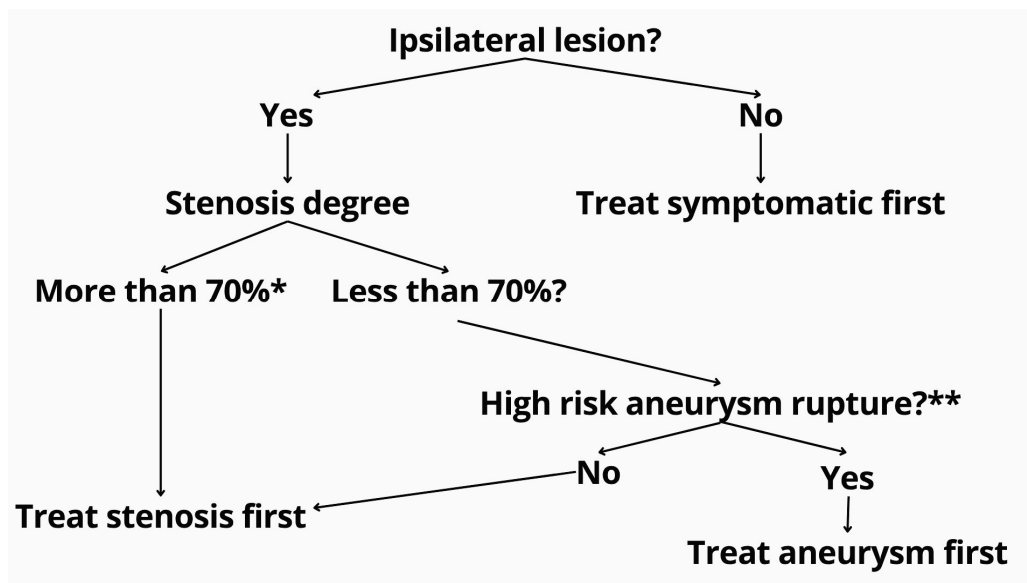 Ipsilateral lesion?
Yes
No
Stenosis degree
Treat symptomatic first
More than 70%*
Less than 70%?
High risk aneurysm rupture?**
No
Yes
Treat stenosis first
Treat aneurysm first